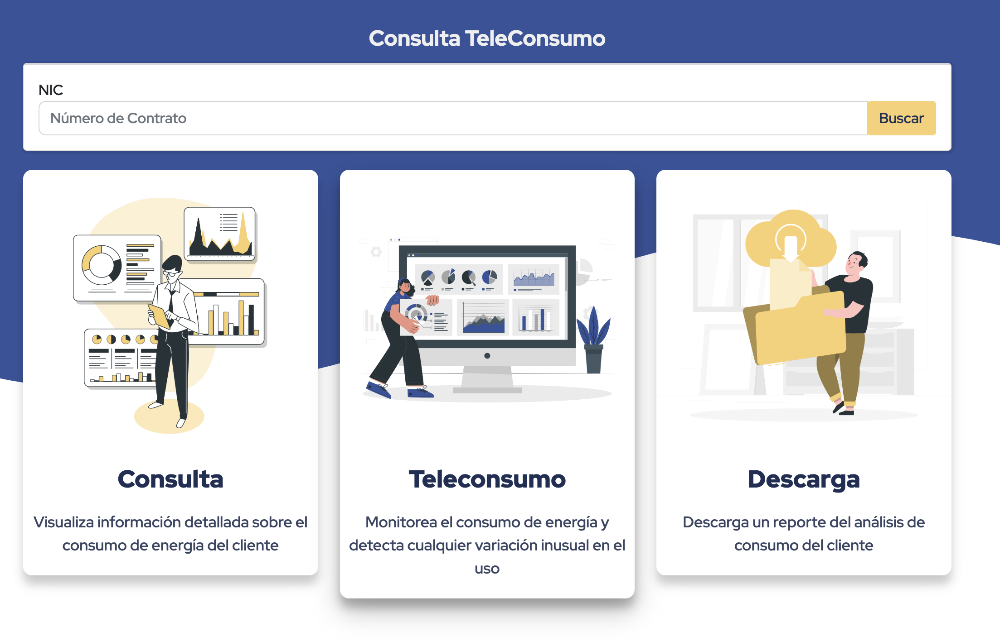 Consulta TeleConsumo
NIC
Número de Contrato
Buscar
Consulta
Visualiza información detallada sobre el
consumo de energía del cliente
Teleconsumo
Monitorea el consumo de energía y
detecta cualquier variación inusual en el
uso
Descarga
Descarga un reporte del análisis de
consumo del cliente